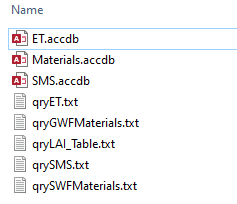 Name
ET.accdb
Materials.accdb
SMS.accdb
qryET.txt
qryGWFMaterials.txt
qryLAI_Table.txt
qrySMS.txt
qrySWFMaterials.txt